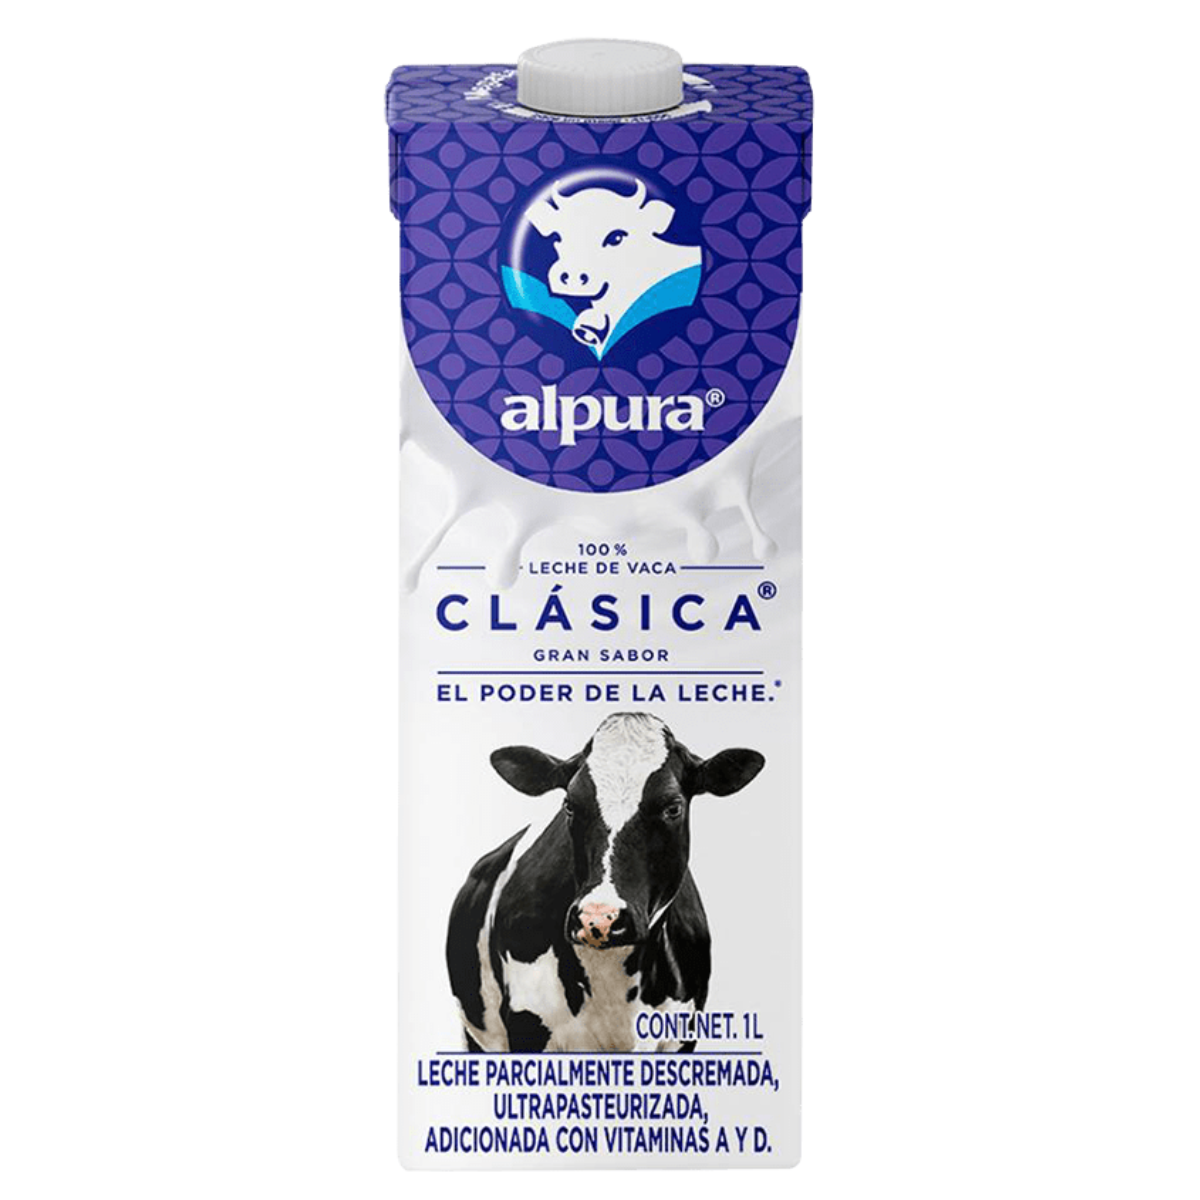 alpura®
100%
LECHE DE VACA
CLÁSICA®
GRAN SABOR
EL PODER DE LA LECHE.®
CONT. NET. 1L
LECHE PARCIALMENTE DESCREMADA,
ULTRAPASTEURIZADA,
ADICIONADA CON VITAMINAS A Y D.